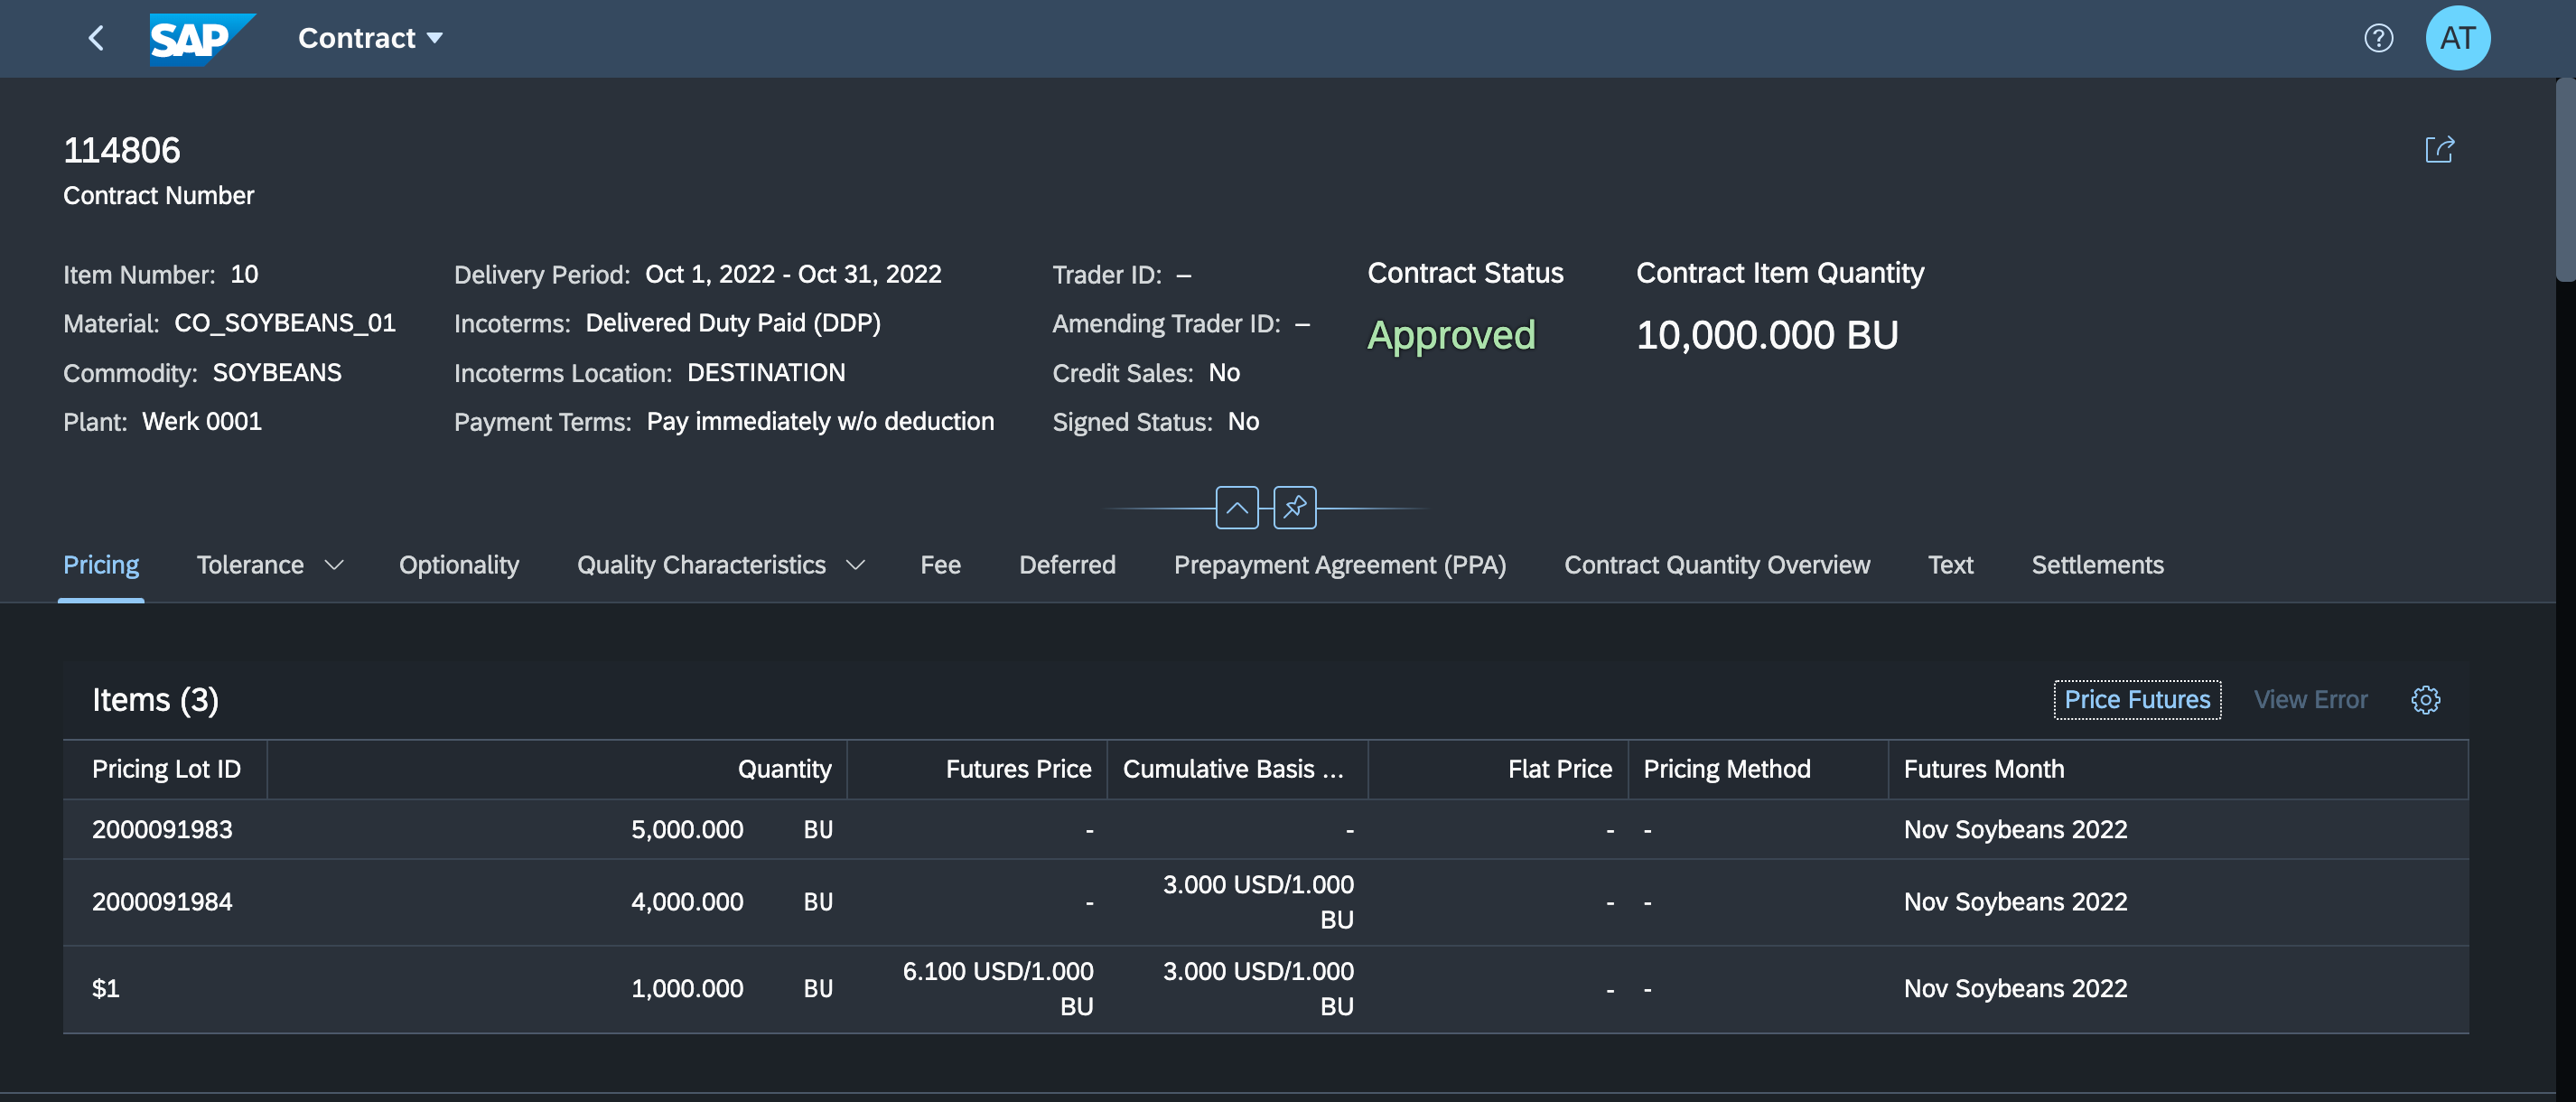 SAP Contract
AT
114806
Contract Number
Item Number: 10
Material: CO_SOYBEANS_01
Commodity: SOYBEANS
Plant: Werk 0001
Delivery Period: Oct 1, 2022 - Oct 31, 2022
Incoterms: Delivered Duty Paid (DDP)
Incoterms Location: DESTINATION
Payment Terms: Pay immediately w/o deduction
Trader ID: –
Amending Trader ID: –
Credit Sales: No
Signed Status: No
Contract Status
Approved
Contract Item Quantity
10,000.000 BU
Pricing Tolerance Optionality Quality Characteristics Fee Deferred Prepayment Agreement (PPA) Contract Quantity Overview Text Settlements
Items (3) Price Futures View Error
Pricing Lot ID Quantity Futures Price Cumulative Basis ... Flat Price Pricing Method Futures Month
2000091983 5,000.000 BU - - - - Nov Soybeans 2022
2000091984 4,000.000 BU - 3.000 USD/1.000 BU - - Nov Soybeans 2022
$1 1,000.000 BU 6.100 USD/1.000 BU 3.000 USD/1.000 BU - - Nov Soybeans 2022